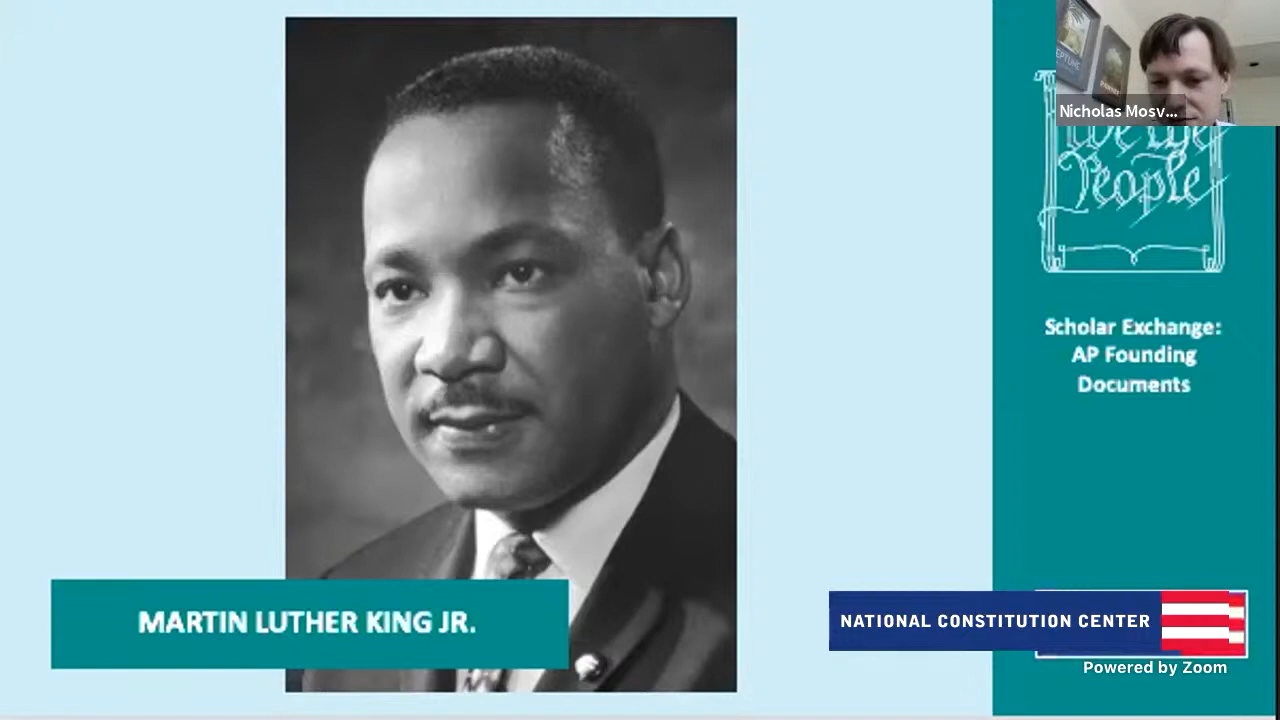 Nicholas Mosv...
We the
People
Scholar Exchange:
AP Founding
Documents
MARTIN LUTHER KING JR.
NATIONAL CONSTITUTION CENTER
Powered by Zoom